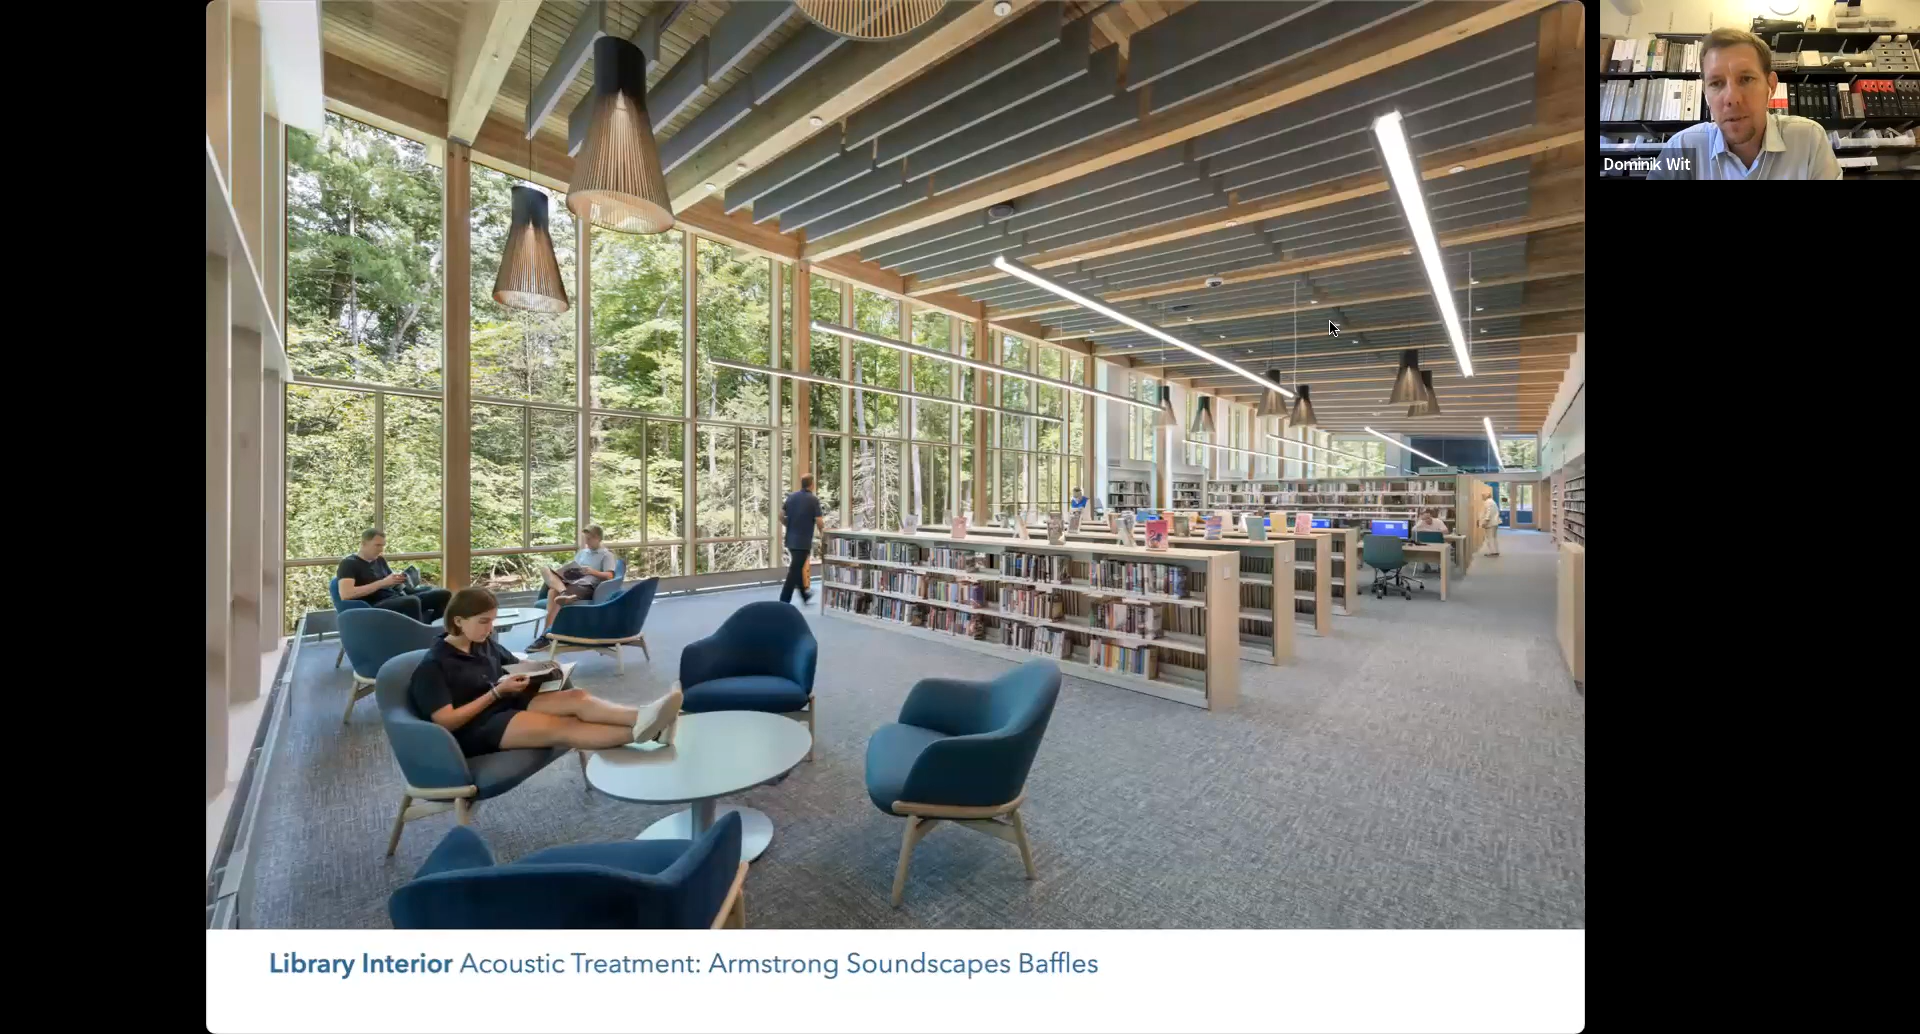 Dominik Wit
Library Interior Acoustic Treatment: Armstrong Soundscapes Baffles